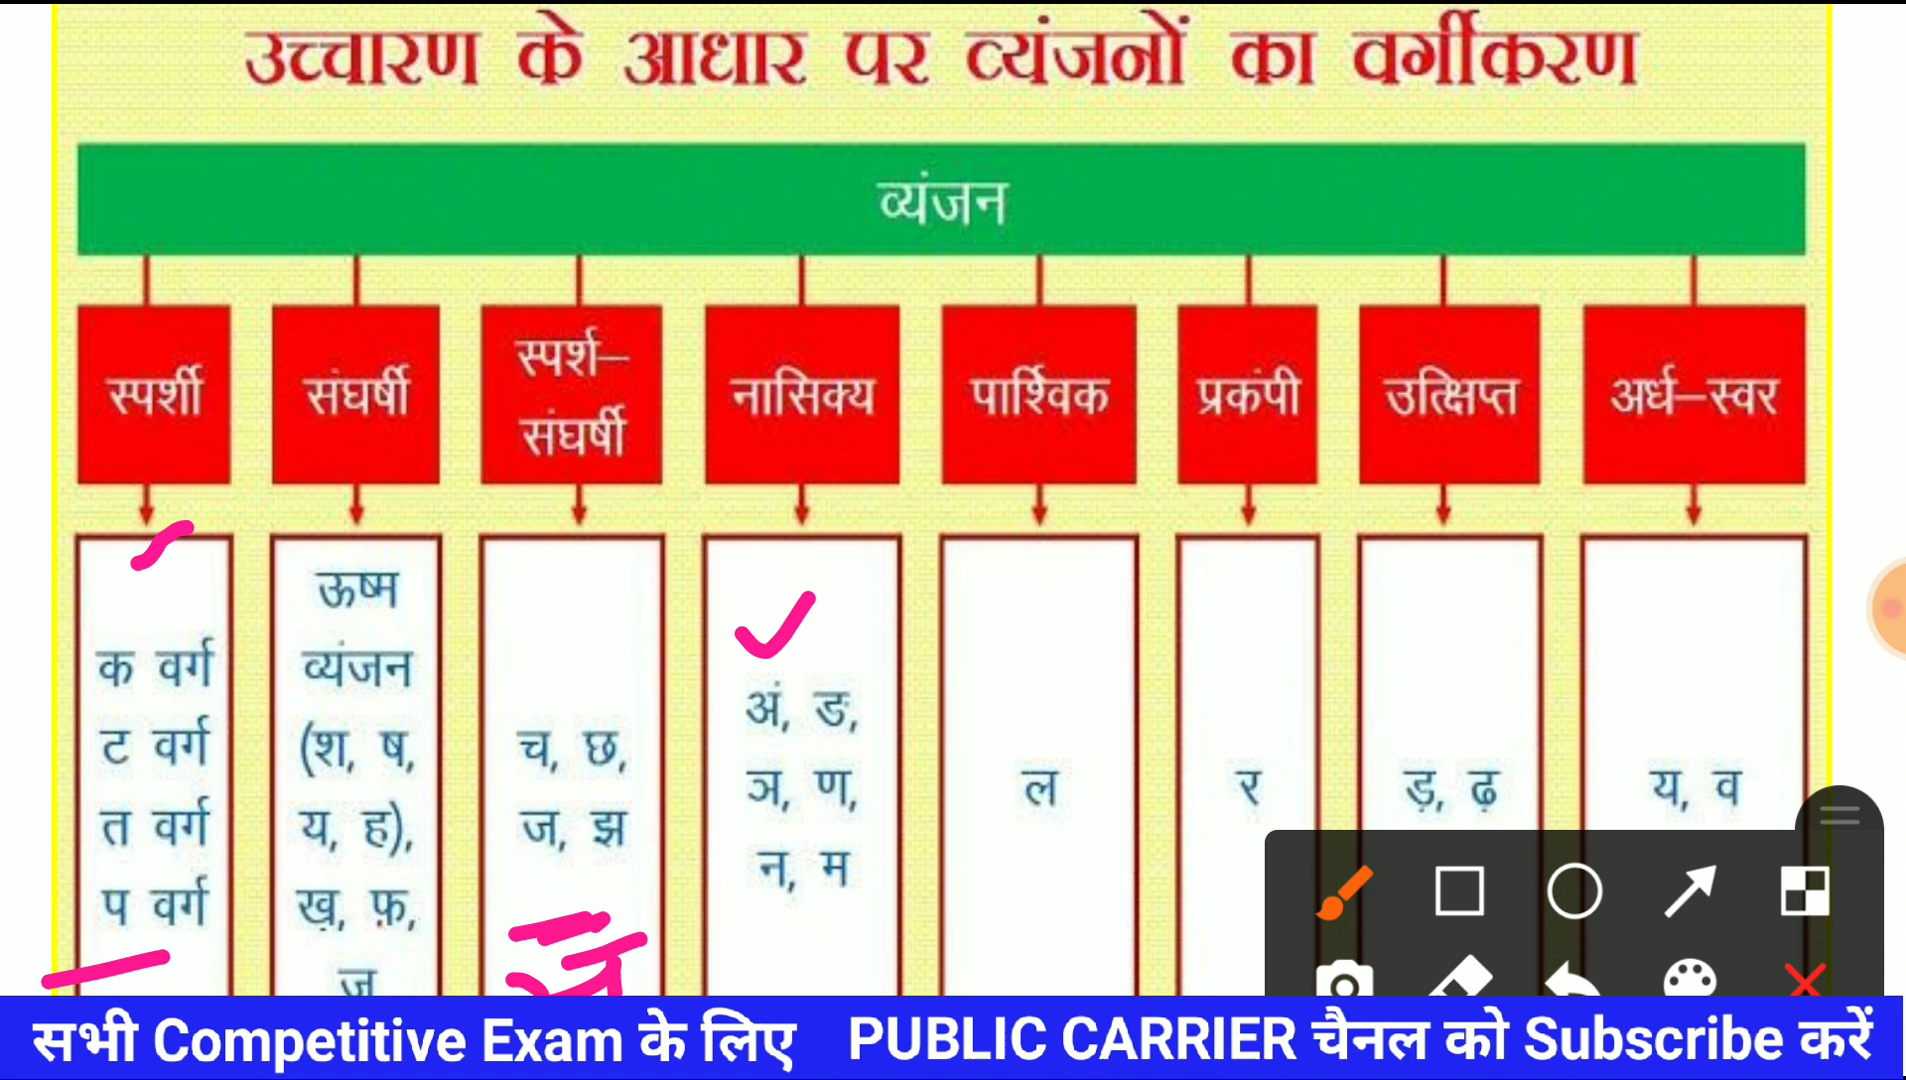 उच्चारण के आधार पर व्यंजनों का वर्गीकरण
व्यंजन
स्पर्शी
संघर्षी
स्पर्श–
संघर्षी
नासिक्य
पार्श्विक
प्रकंपी
उत्क्षिप्त
अर्ध–स्वर
क वर्ग
ट वर्ग
त वर्ग
प वर्ग
ऊष्म
व्यंजन
(श, ष,
य, ह),
ख़, फ़,
ज़
च, छ,
ज, झ
अं, ङ,
ञ, ण,
न, म
ल
र
ड़, ढ़
य, व
सभी Competitive Exam के लिए PUBLIC CARRIER चैनल को Subscribe करें